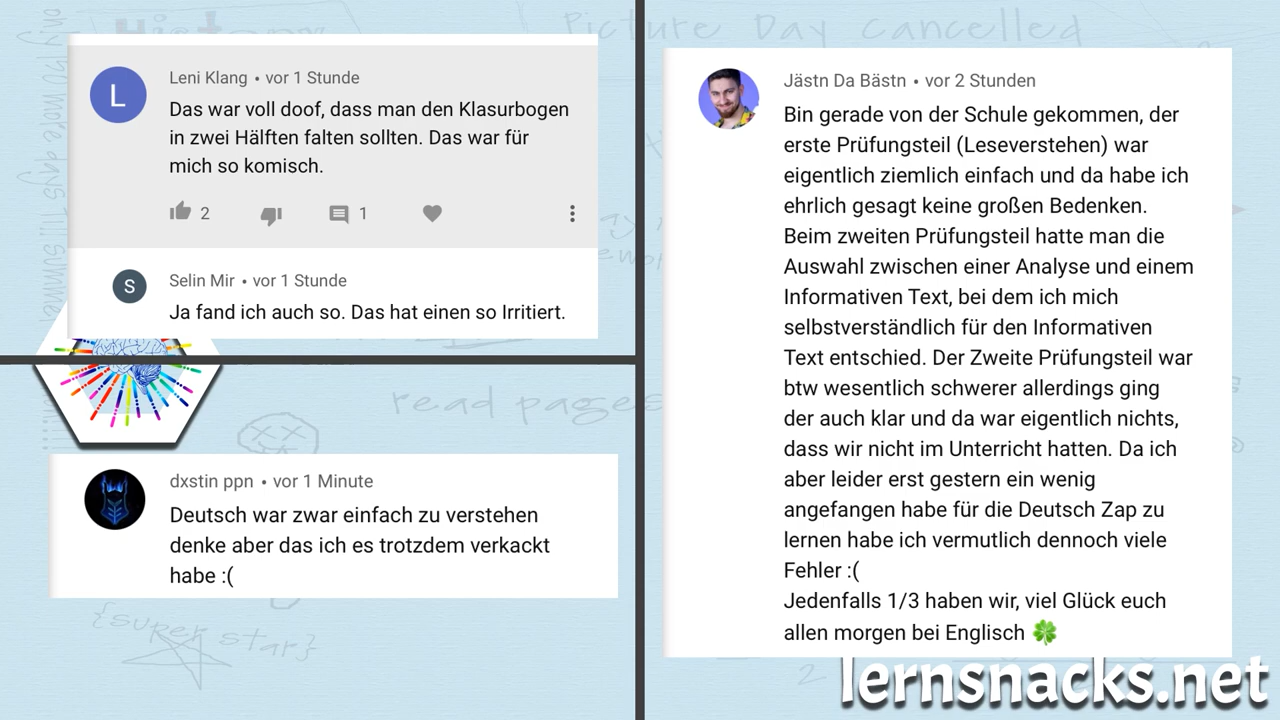 Picture Day Cancelled
Leni Klang • vor 1 Stunde
Das war voll doof, dass man den Klasurbogen
in zwei Hälften falten sollten. Das war für
mich so komisch.
2
1
S
Selin Mir • vor 1 Stunde
Ja fand ich auch so. Das hat einen so Irritiert.
L
read pages
dxstin ppn • vor 1 Minute
Deutsch war zwar einfach zu verstehen
denke aber das ich es trotzdem verkackt
habe :(
{super star}
Jästn Da Bästn • vor 2 Stunden
Bin gerade von der Schule gekommen, der
erste Prüfungsteil (Leseverstehen) war
eigentlich ziemlich einfach und da habe ich
ehrlich gesagt keine großen Bedenken.
Beim zweiten Prüfungsteil hatte man die
Auswahl zwischen einer Analyse und einem
Informativen Text, bei dem ich mich
selbstverständlich für den Informativen
Text entschied. Der Zweite Prüfungsteil war
btw wesentlich schwerer allerdings ging
der auch klar und da war eigentlich nichts,
dass wir nicht im Unterricht hatten. Da ich
aber leider erst gestern ein wenig
angefangen habe für die Deutsch Zap zu
lernen habe ich vermutlich dennoch viele
Fehler :(
Jedenfalls 1/3 haben wir, viel Glück euch
allen morgen bei Englisch 🍀
lernsnacks.net